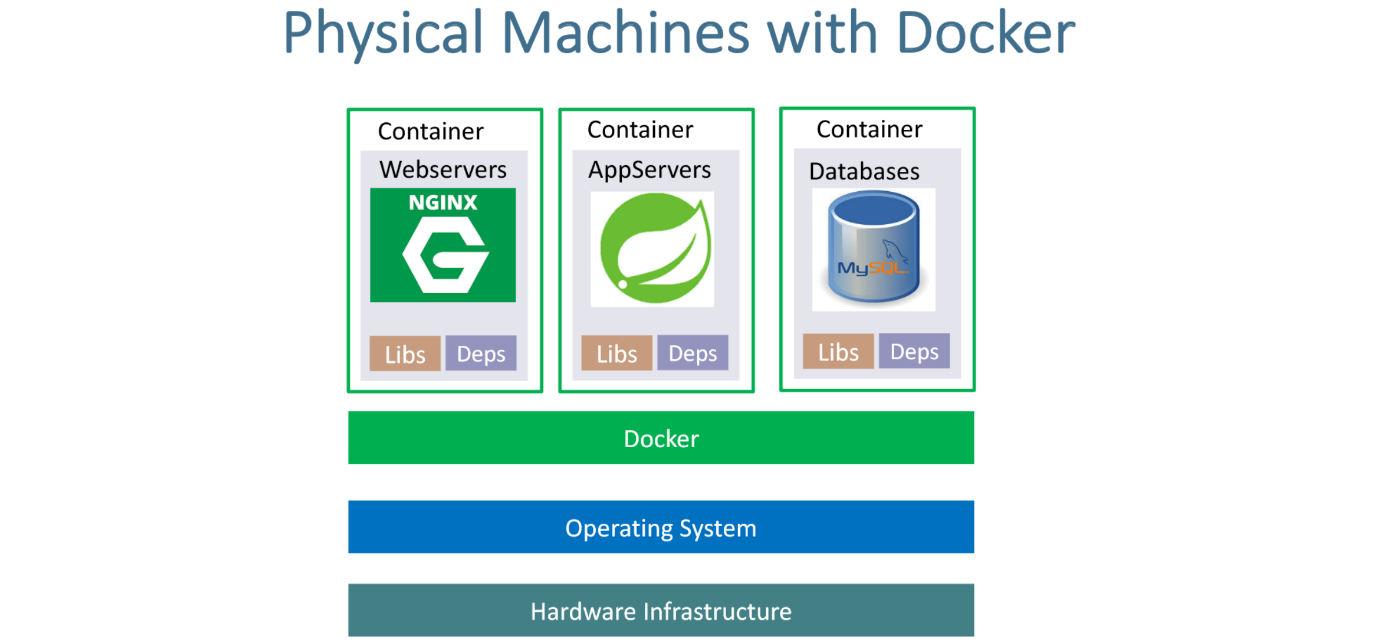 Physical Machines with Docker
Container
Webservers
NGINX
Libs Deps
Container
AppServers
Libs Deps
Container
Databases
MySQL
Libs Deps
Docker
Operating System
Hardware Infrastructure